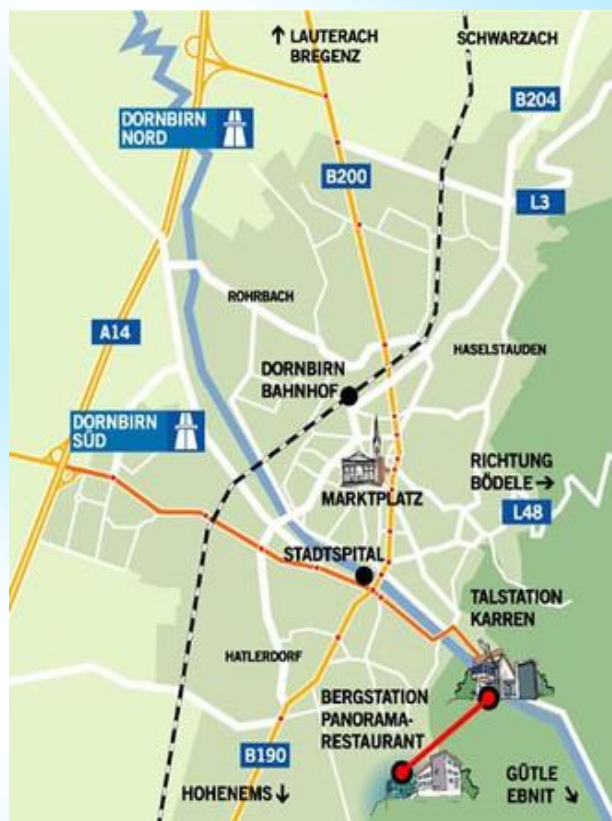 ↑ LAUTERACH
BREGENZ
SCHWARZACH
B204
DORNBIRN
NORD
B200
L3
ROHRBACH
A14
HASELSTAUDEN
DORNBIRN
BAHNHOF
DORNBIRN
SÜD
RICHTUNG
BÖDELE →
MARKTPLATZ
L48
STADTSPITAL
TALSTATION
KARREN
HATLERDORF
BERGSTATION
PANORAMA-
RESTAURANT
B190
HOHENEMS ↓
GÜTLE
EBNIT ↘